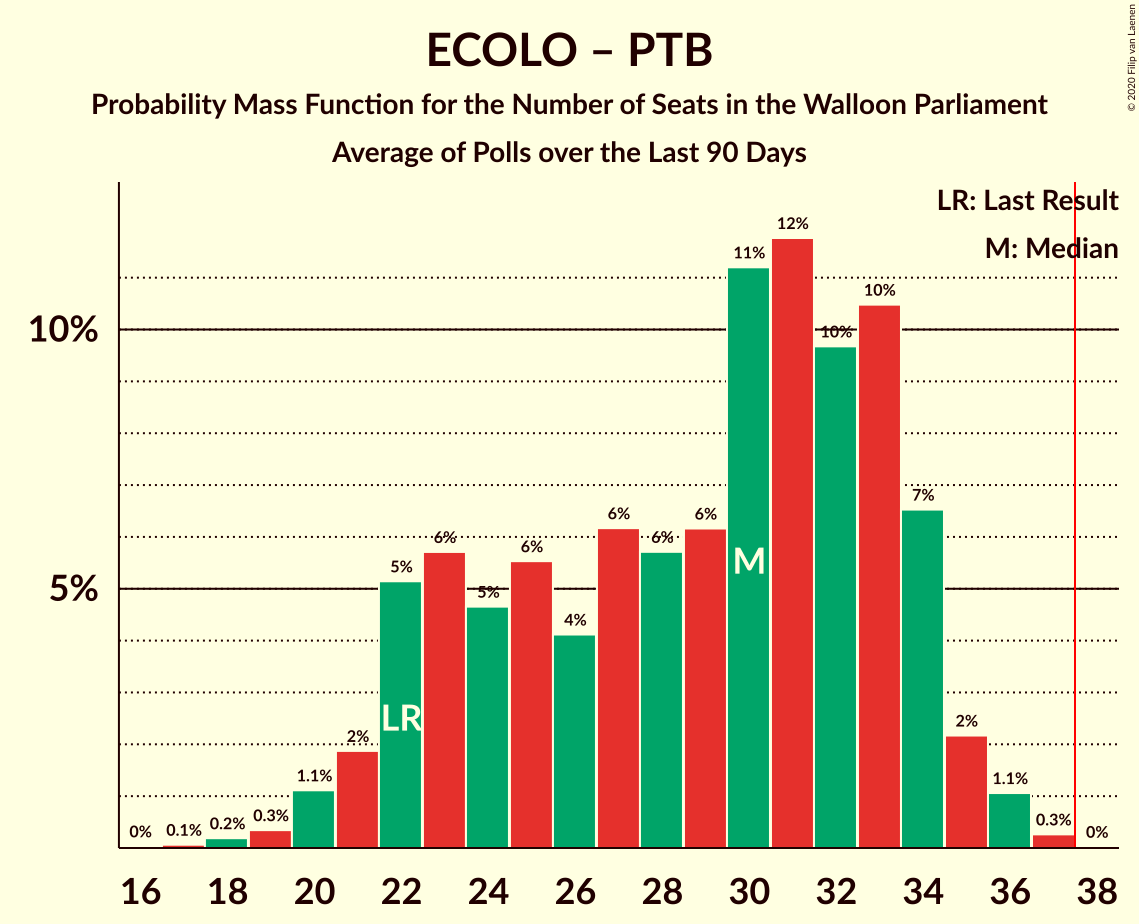 ECOLO – PTB
Probability Mass Function for the Number of Seats in the Walloon Parliament
Average of Polls over the Last 90 Days
© 2020 Filip van Laenen
LR: Last Result
M: Median
10%
5%
0%
0.1%
0.2%
0.3%
1.1%
2%
5%
6%
5%
6%
4%
6%
6%
6%
11%
12%
10%
10%
7%
2%
1.1%
0.3%
0%
LR
M
16 18 20 22 24 26 28 30 32 34 36 38